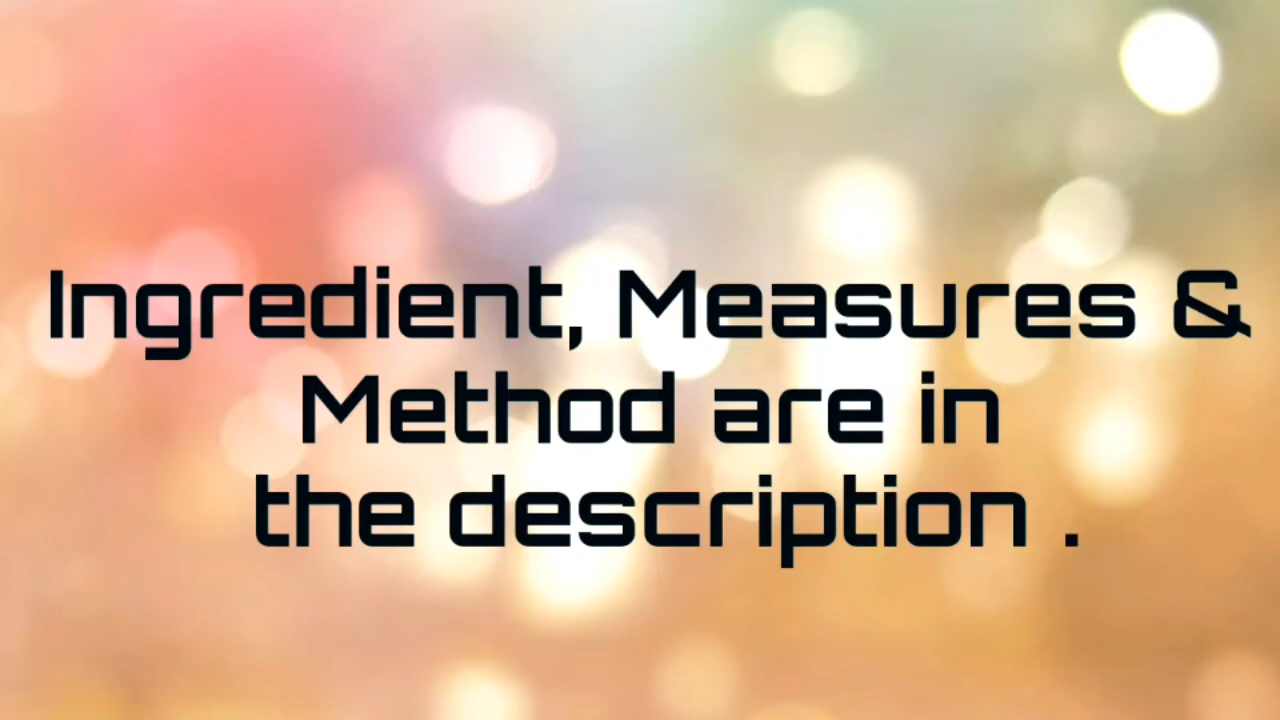 Ingredient, Measures &
Method are in
the description .